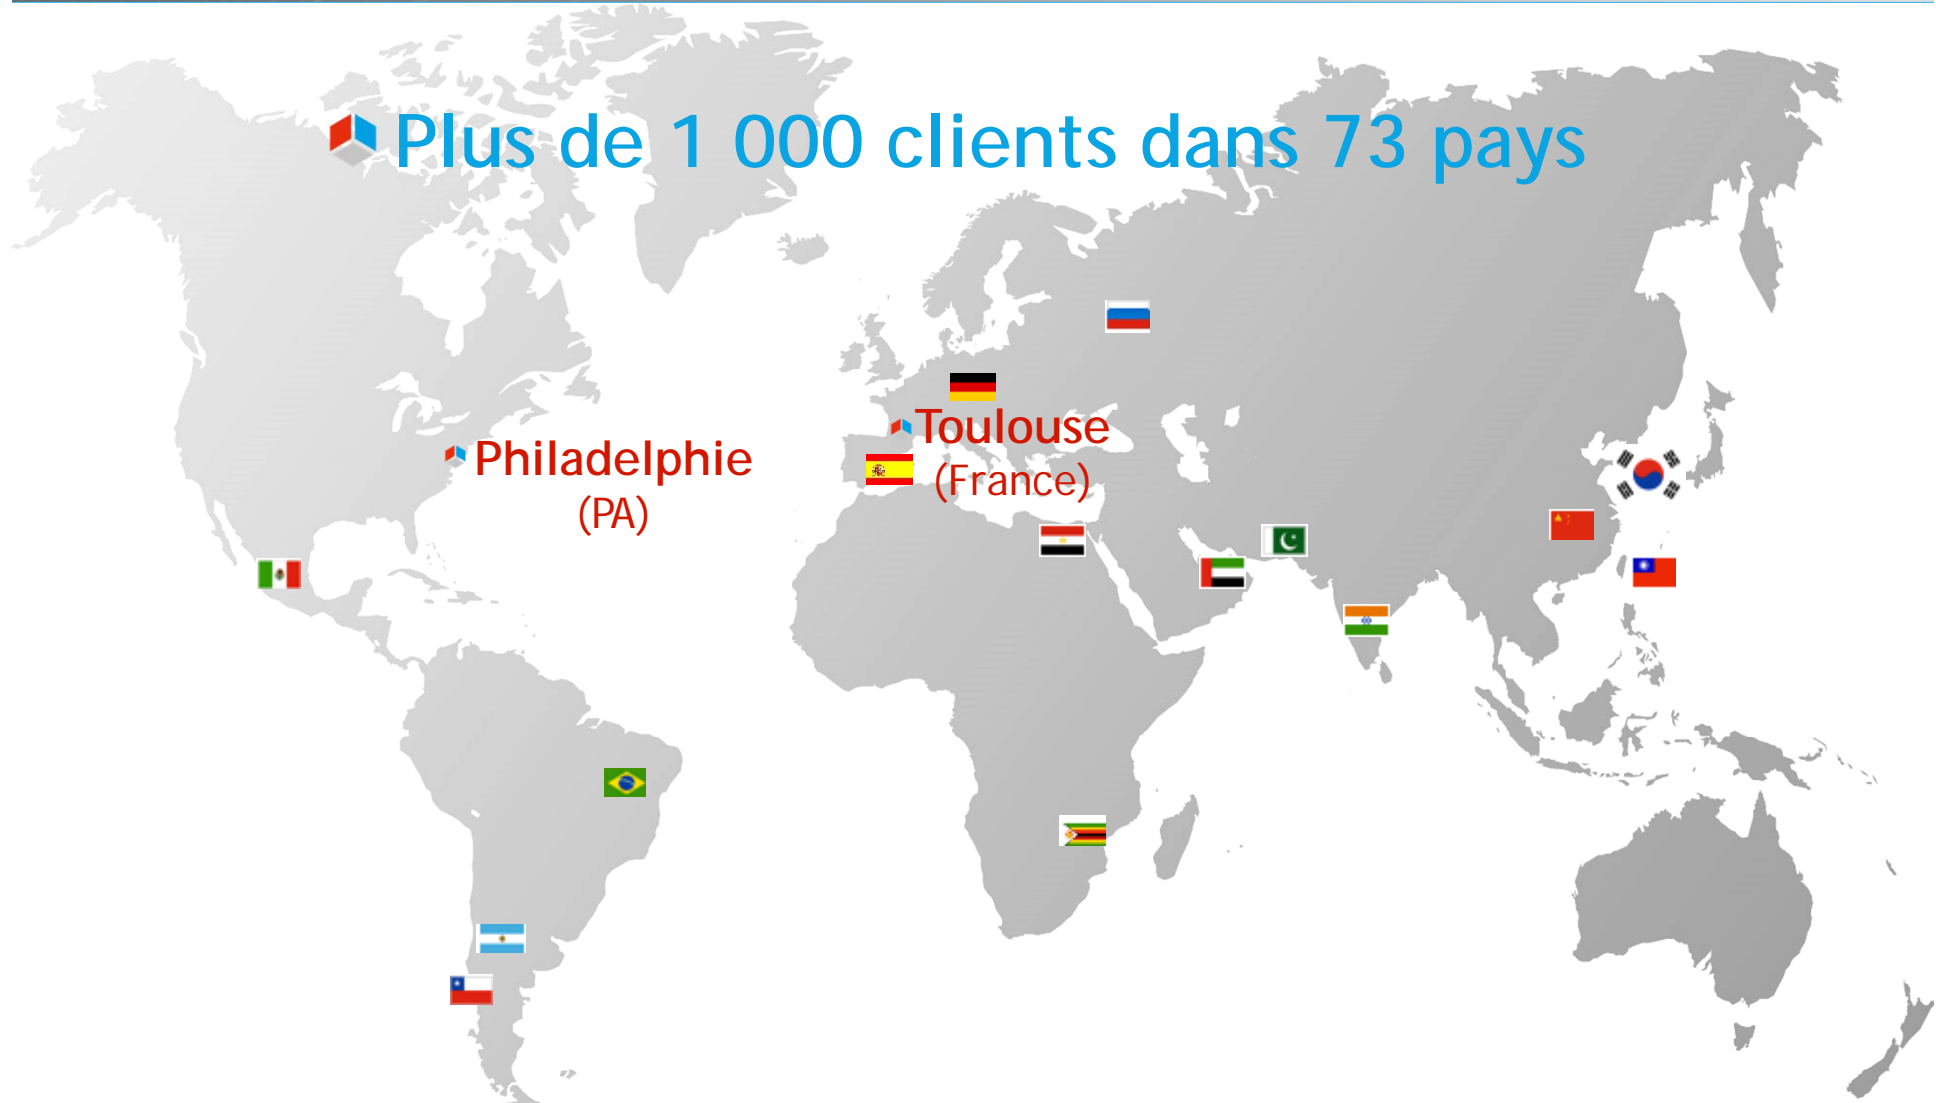 Plus de 1 000 clients dans 73 pays
Toulouse
(France)
Philadelphie
(PA)